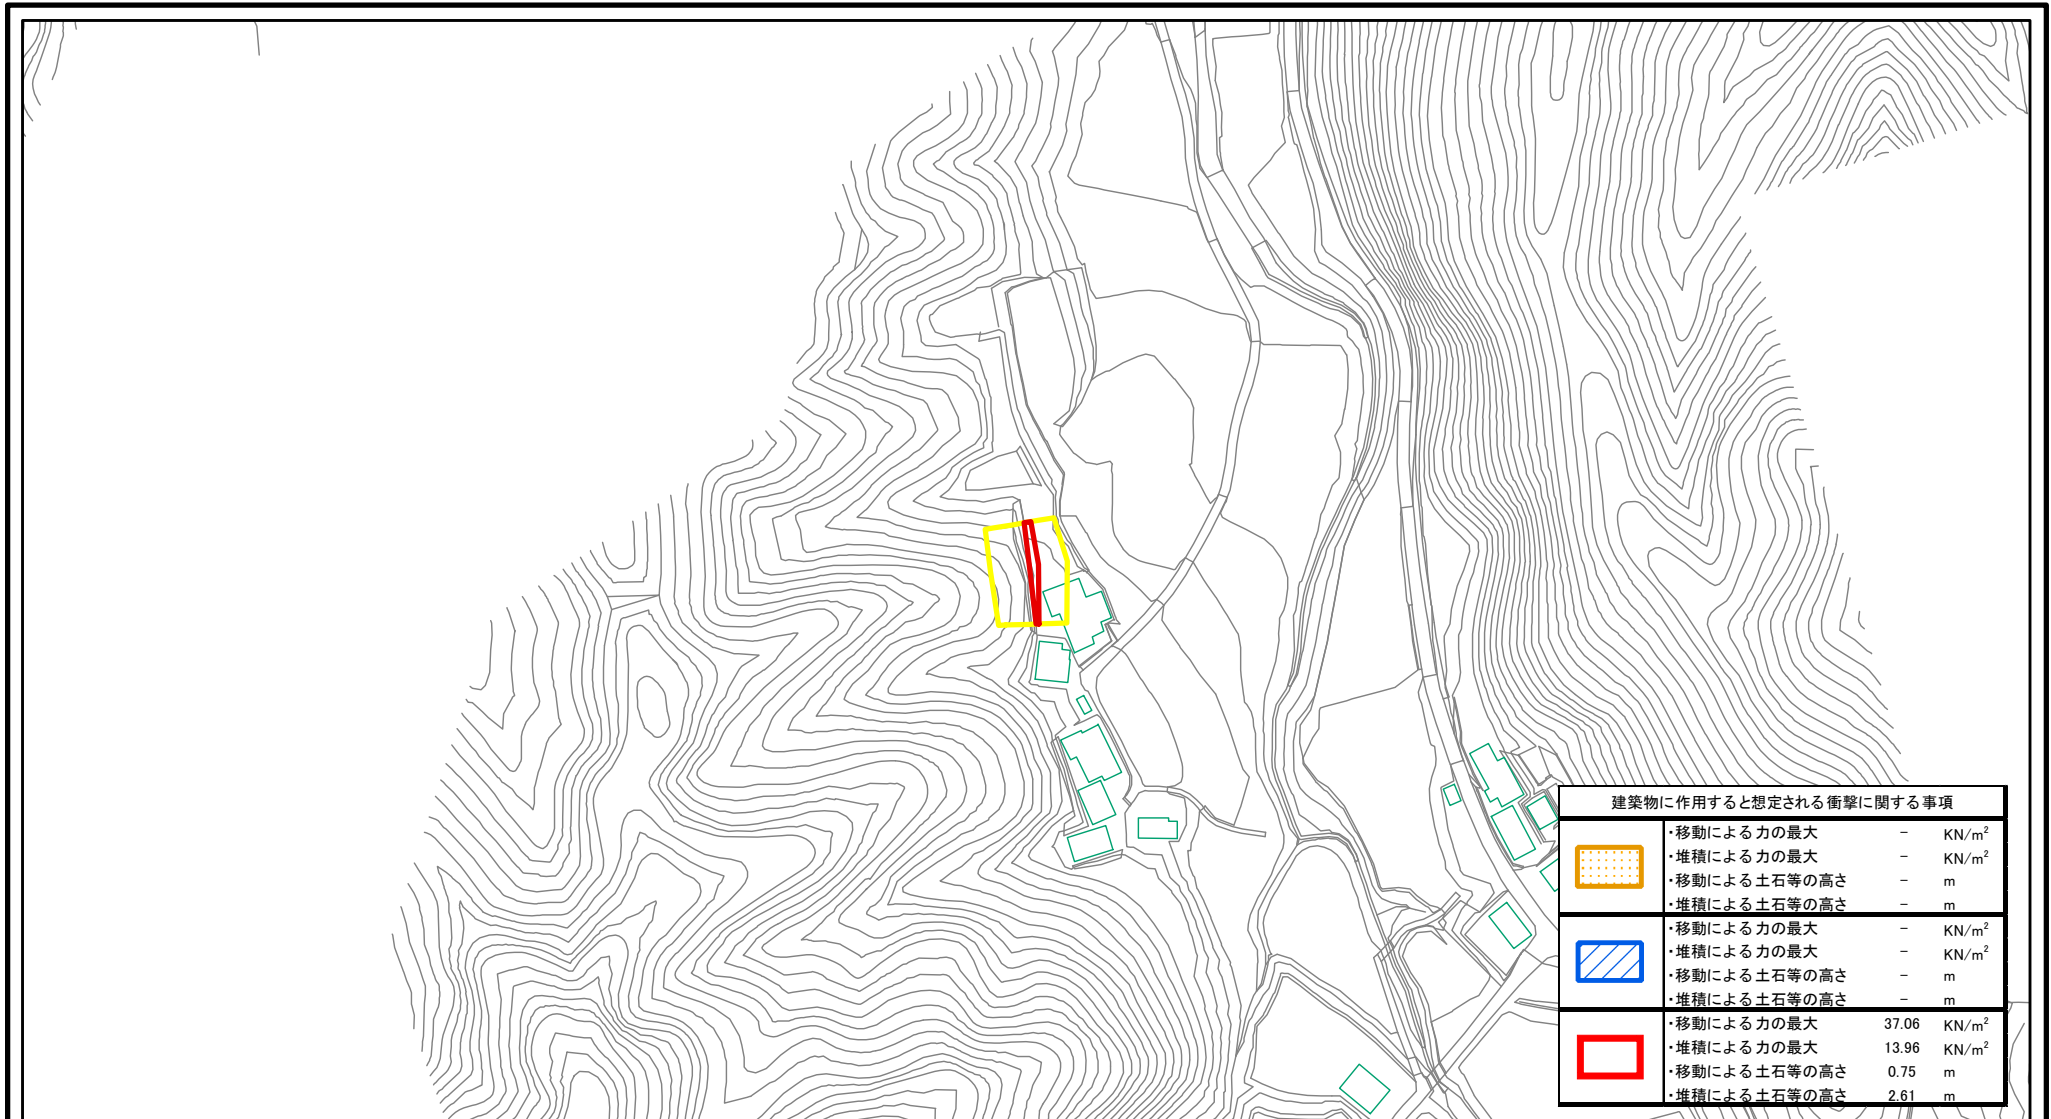 建築物に作用すると想定される衝撃に関する事項
・移動による力の最大 － KN/m²
・堆積による力の最大 － KN/m²
・移動による土石等の高さ － m
・堆積による土石等の高さ － m
・移動による力の最大 － KN/m²
・堆積による力の最大 － KN/m²
・移動による土石等の高さ － m
・堆積による土石等の高さ － m
・移動による力の最大 37.06 KN/m²
・堆積による力の最大 13.96 KN/m²
・移動による土石等の高さ 0.75 m
・堆積による土石等の高さ 2.61 m